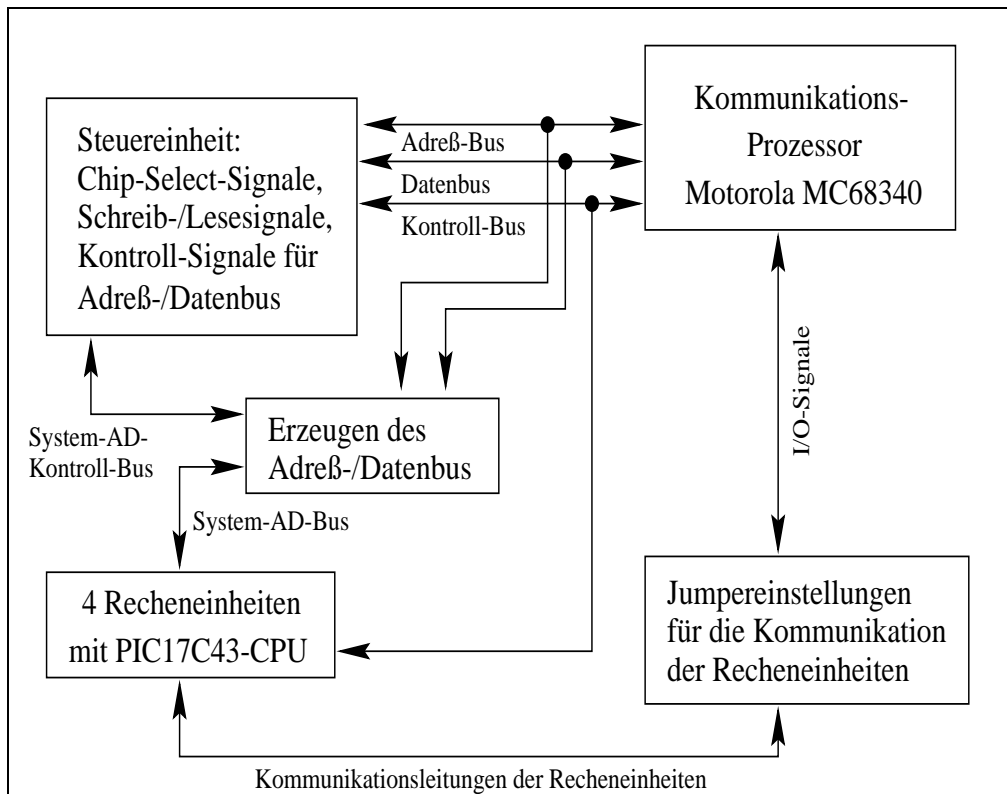 Steuereinheit:
Chip-Select-Signale,
Schreib-/Lesesignale,
Kontroll-Signale für
Adreß-/Datenbus
Adreß-Bus
Datenbus
Kontroll-Bus
Kommunikations-
Prozessor
Motorola MC68340
I/O-Signale
System-AD-
Kontroll-Bus
Erzeugen des
Adreß-/Datenbus
System-AD-Bus
4 Recheneinheiten
mit PIC17C43-CPU
Jumpereinstellungen
für die Kommunikation
der Recheneinheiten
Kommunikationsleitungen der Recheneinheiten